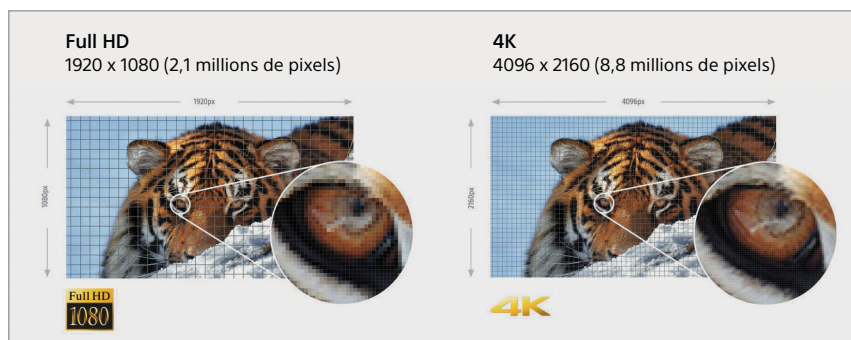 Full HD
1920 x 1080 (2,1 millions de pixels)
1920px
1080px
Full HD
1080
4K
4096 x 2160 (8,8 millions de pixels)
4096px
2160px
4K